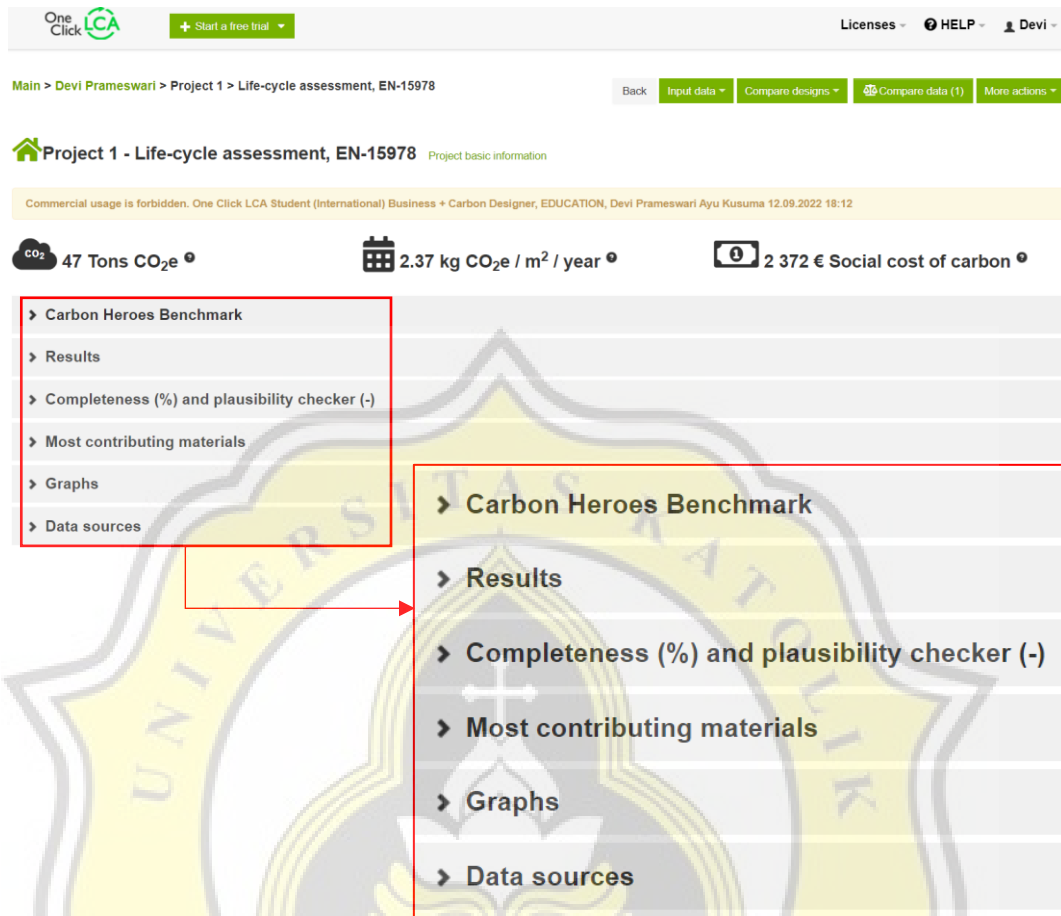 One Click LCA
Start a free trial
Licenses
HELP
Devi
Main > Devi Prameswari > Project 1 > Life-cycle assessment, EN-15978
Back
Input data
Compare designs
Compare data (1)
More actions
Project 1 - Life-cycle assessment, EN-15978 Project basic information
Commercial usage is forbidden. One Click LCA Student (International) Business + Carbon Designer, EDUCATION, Devi Prameswari Ayu Kusuma 12.09.2022 18:12
CO₂ 47 Tons CO₂e
2.37 kg CO₂e / m² / year
2 372 € Social cost of carbon
Carbon Heroes Benchmark
Results
Completeness (%) and plausibility checker (-)
Most contributing materials
Graphs
Data sources
Carbon Heroes Benchmark
Results
Completeness (%) and plausibility checker (-)
Most contributing materials
Graphs
Data sources
UNIVERSITAS KATOLIK